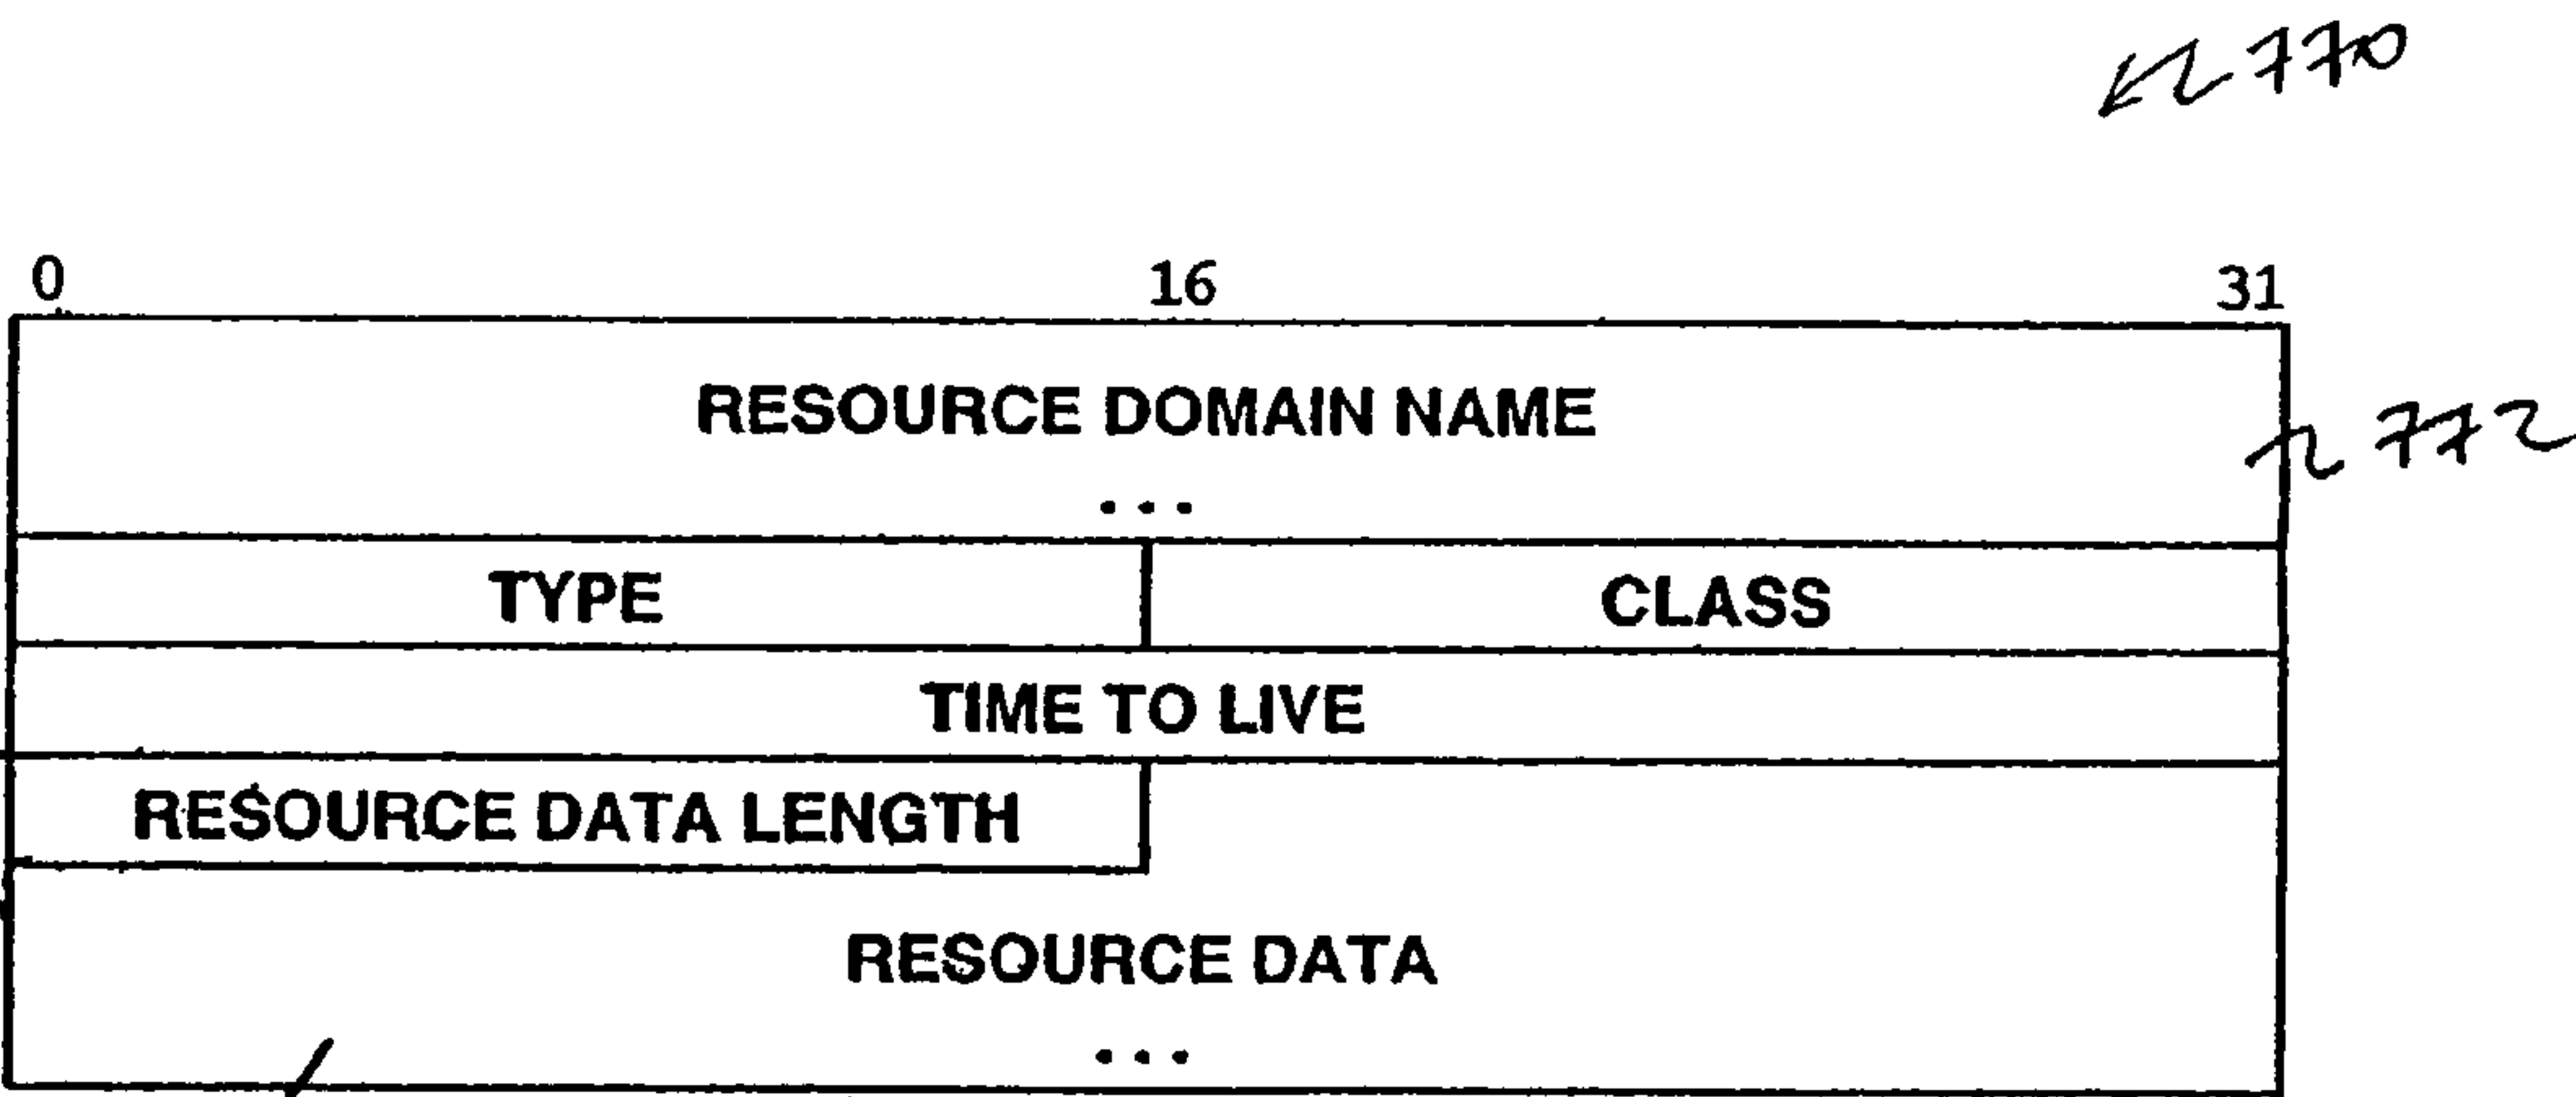 770
0 16 31
RESOURCE DOMAIN NAME
772
...
TYPE CLASS
TIME TO LIVE
RESOURCE DATA LENGTH
RESOURCE DATA
...